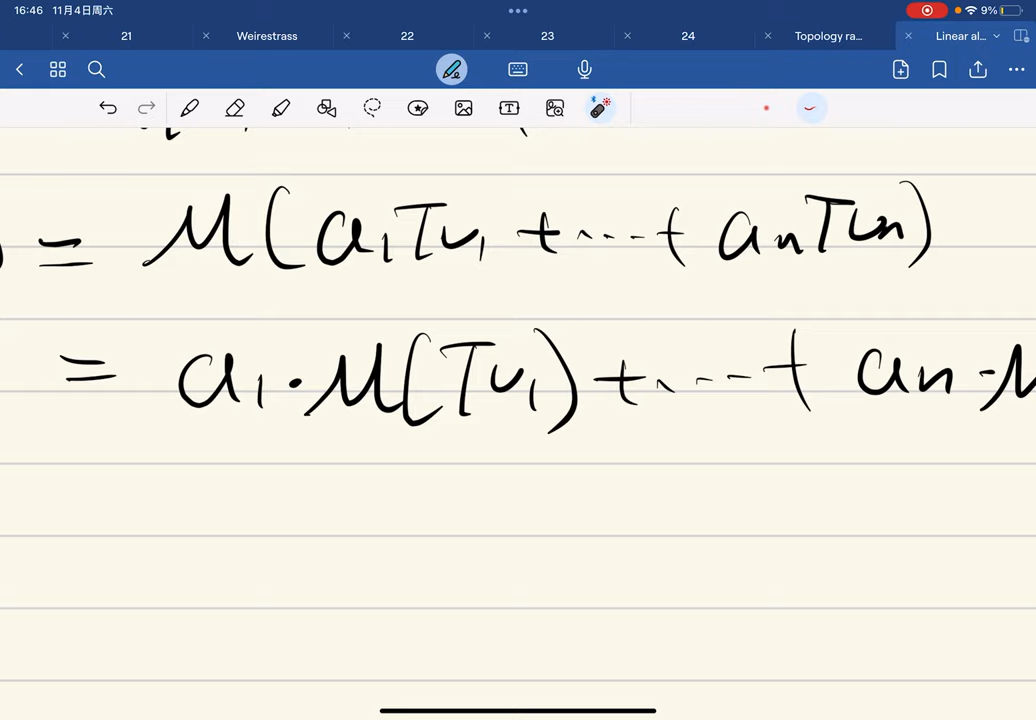 16:46 11月4日周六
9%
21 Weirestrass 22 23 24 Topology ra... Linear al...
= M(a₁Tv₁ + ··· + aₙTvₙ)
= a₁·M(Tv₁) + ··· + aₙ·M